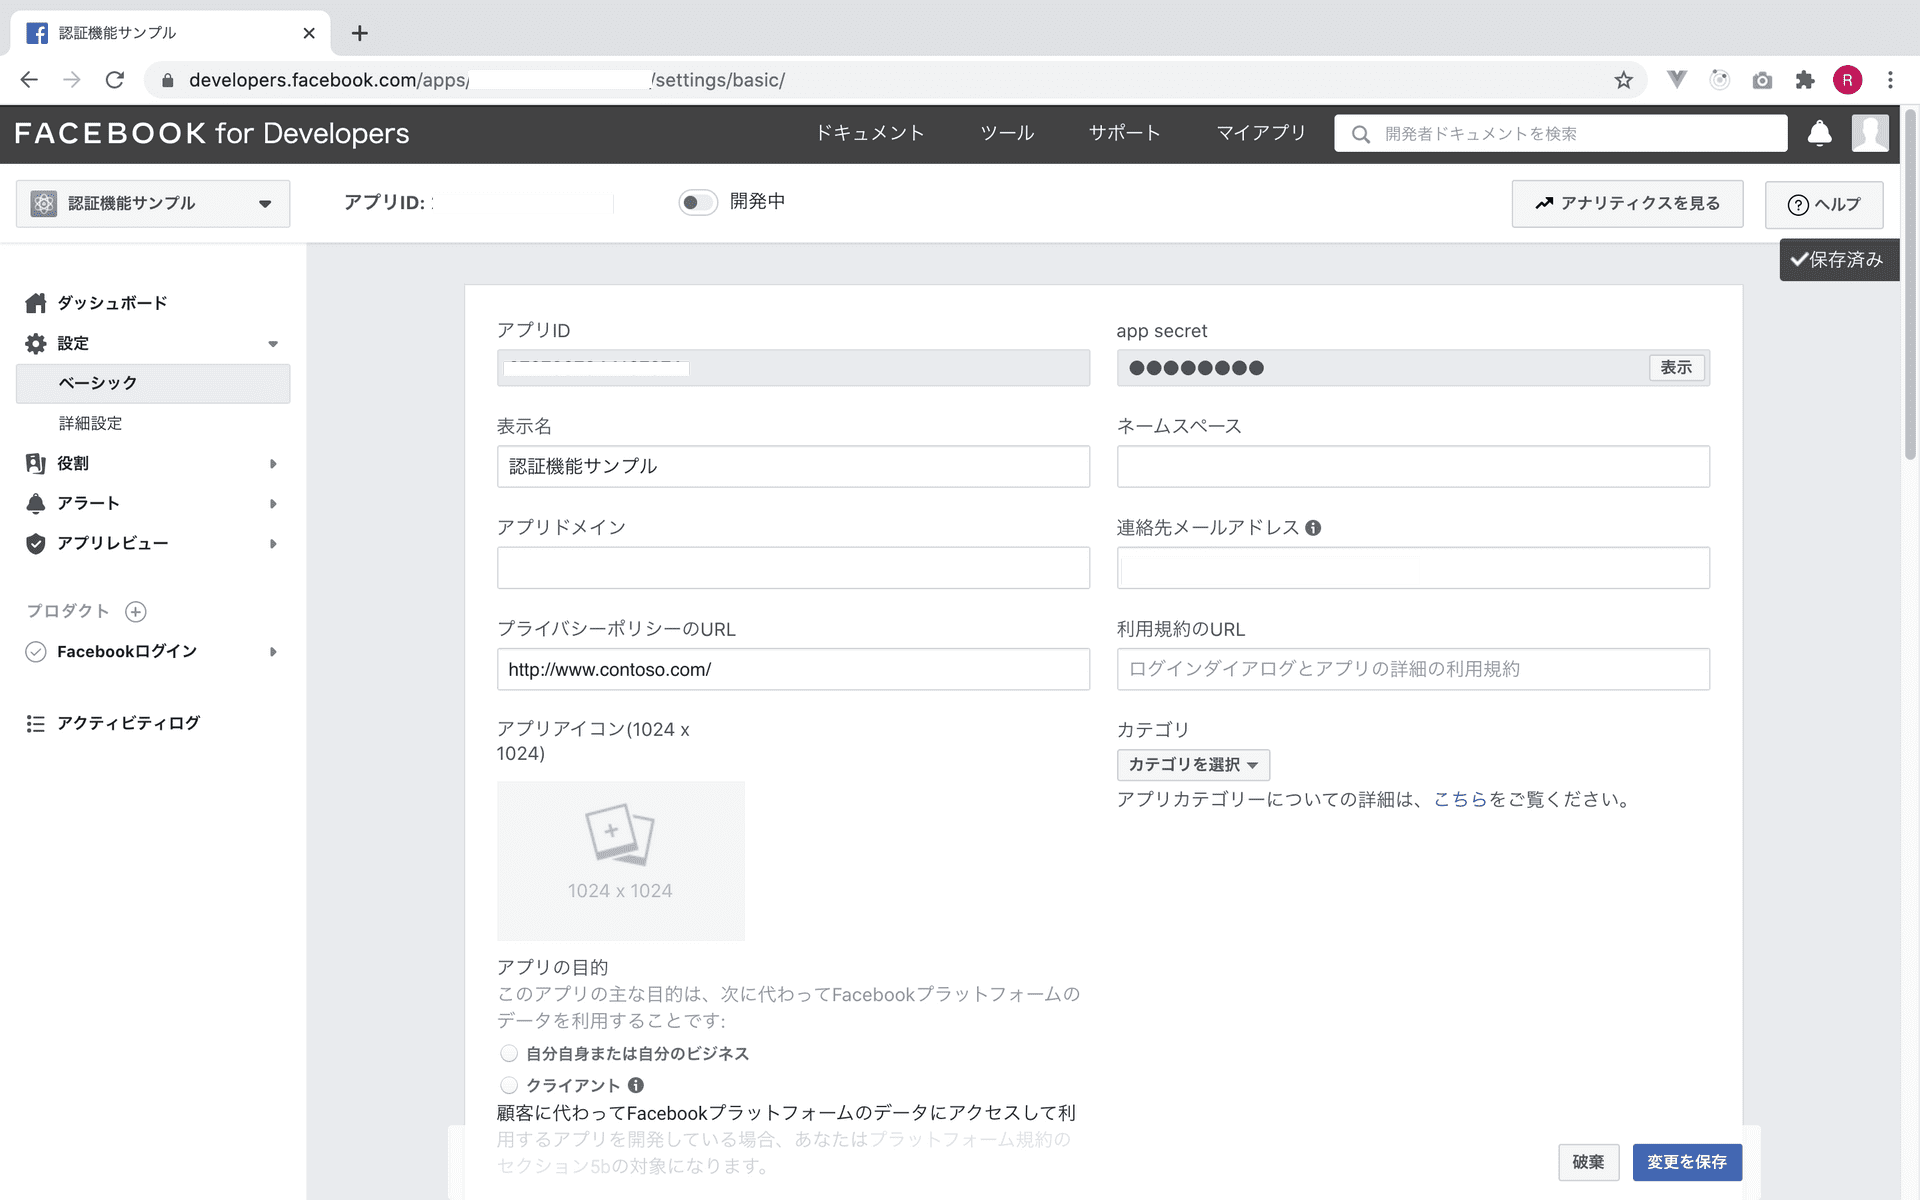 認証機能サンプル
developers.facebook.com/apps/ /settings/basic/
R
FACEBOOK for Developers
ドキュメント
ツール
サポート
マイアプリ
開発者ドキュメントを検索
認証機能サンプル
アプリID:
開発中
アナリティクスを見る
ヘルプ
保存済み
ダッシュボード
設定
ベーシック
詳細設定
役割
アラート
アプリレビュー
プロダクト
Facebookログイン
アクティビティログ
アプリID
app secret
●●●●●●●●
表示
表示名
認証機能サンプル
ネームスペース
アプリドメイン
連絡先メールアドレス
プライバシーポリシーのURL
http://www.contoso.com/
利用規約のURL
ログインダイアログとアプリの詳細の利用規約
アプリアイコン(1024 x
1024)
1024 x 1024
カテゴリ
カテゴリを選択
アプリカテゴリーについての詳細は、こちらをご覧ください。
アプリの目的
このアプリの主な目的は、次に代わってFacebookプラットフォームの
データを利用することです:
自分自身または自分のビジネス
クライアント
顧客に代わってFacebookプラットフォームのデータにアクセスして利
用するアプリを開発している場合、あなたはプラットフォーム規約の
セクション5bの対象になります。
破棄
変更を保存